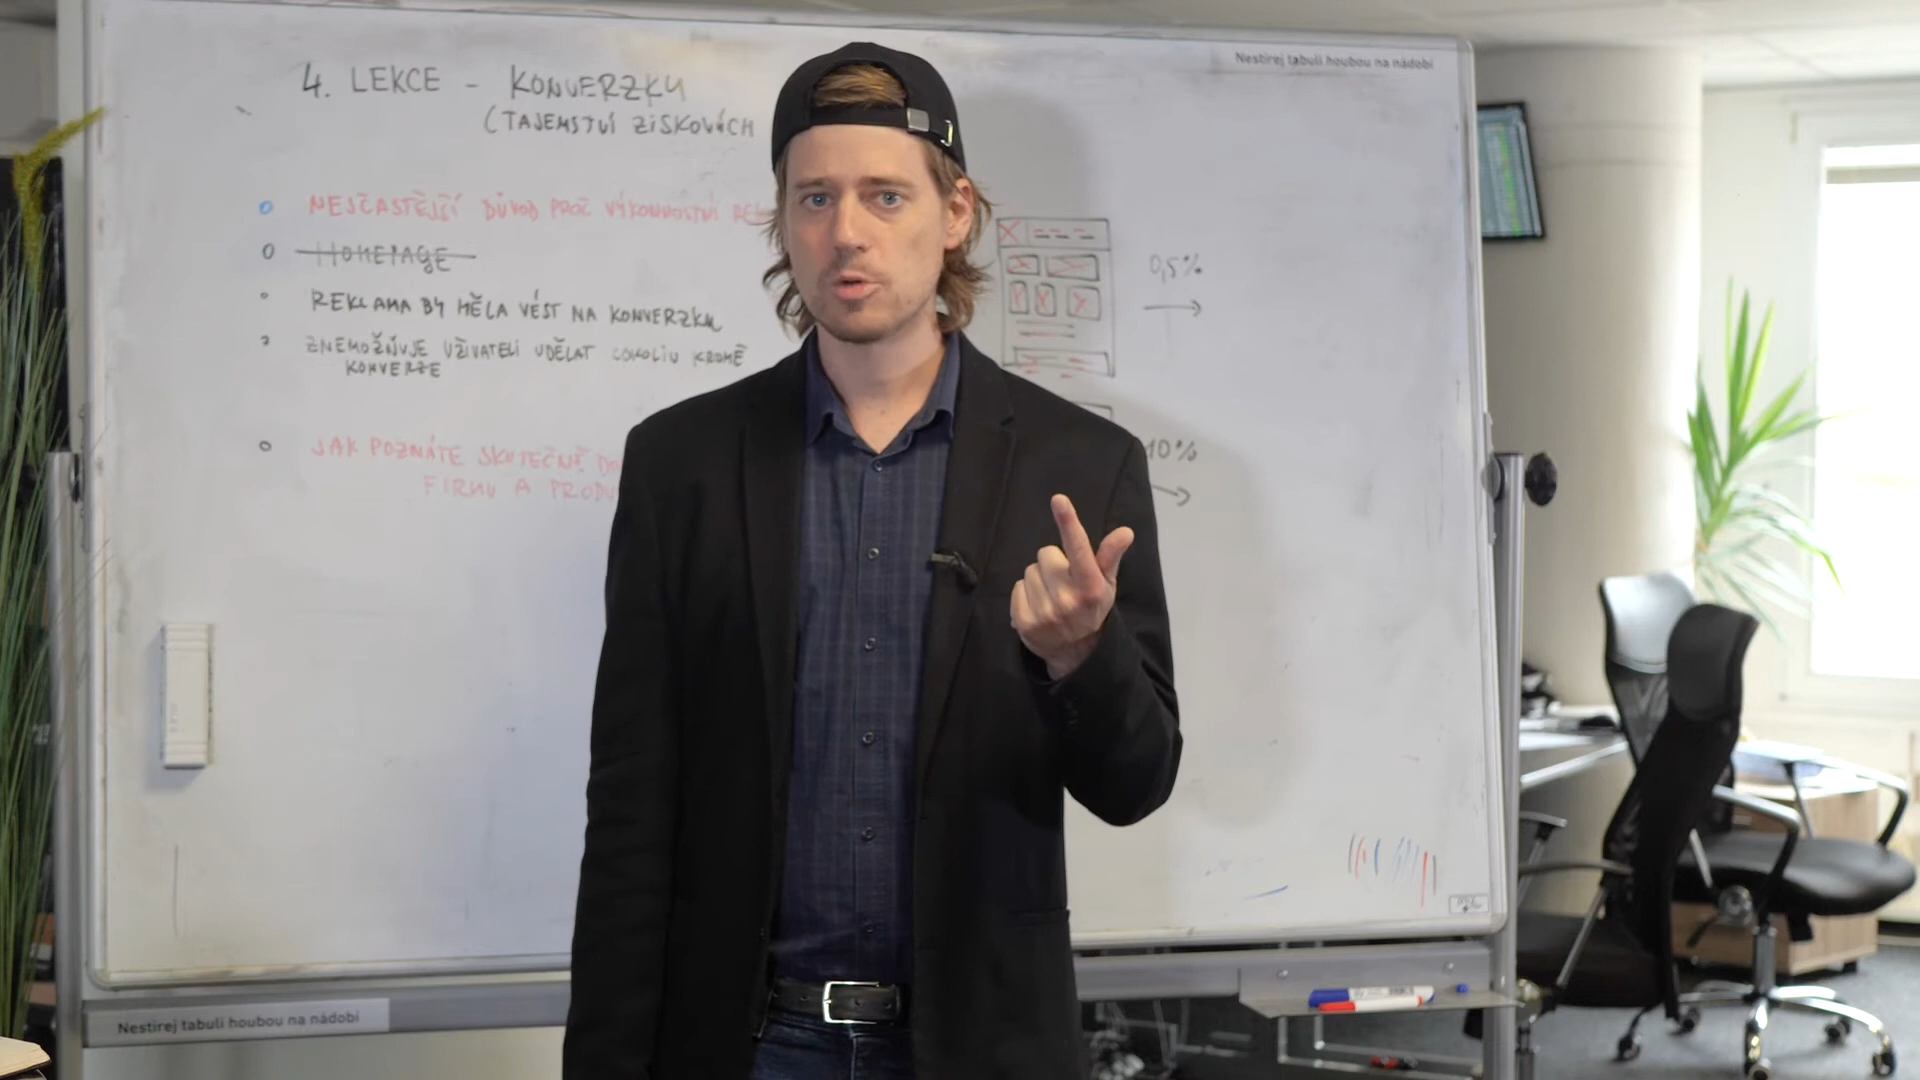 Nestírej tabuli houbou na nádobí
4. LEKCE - KONVERZKY
(TAJEMSTVÍ ZISKOVÝCH
NEJČASTĚJŠÍ DŮVOD PROČ VÝKONNOSTNÍ
HOMEPAGE
REKLAMA BY MĚLA VÉST NA KONVERZKU
ZNEMOŽŇUJE UŽIVATELI UDĚLAT COKOLIV KROMĚ
KONVERZE
0,5%
JAK POZNÁTE SKUTEČNĚ
FIRMU A
10%
Nestírej tabuli houbou na nádobí